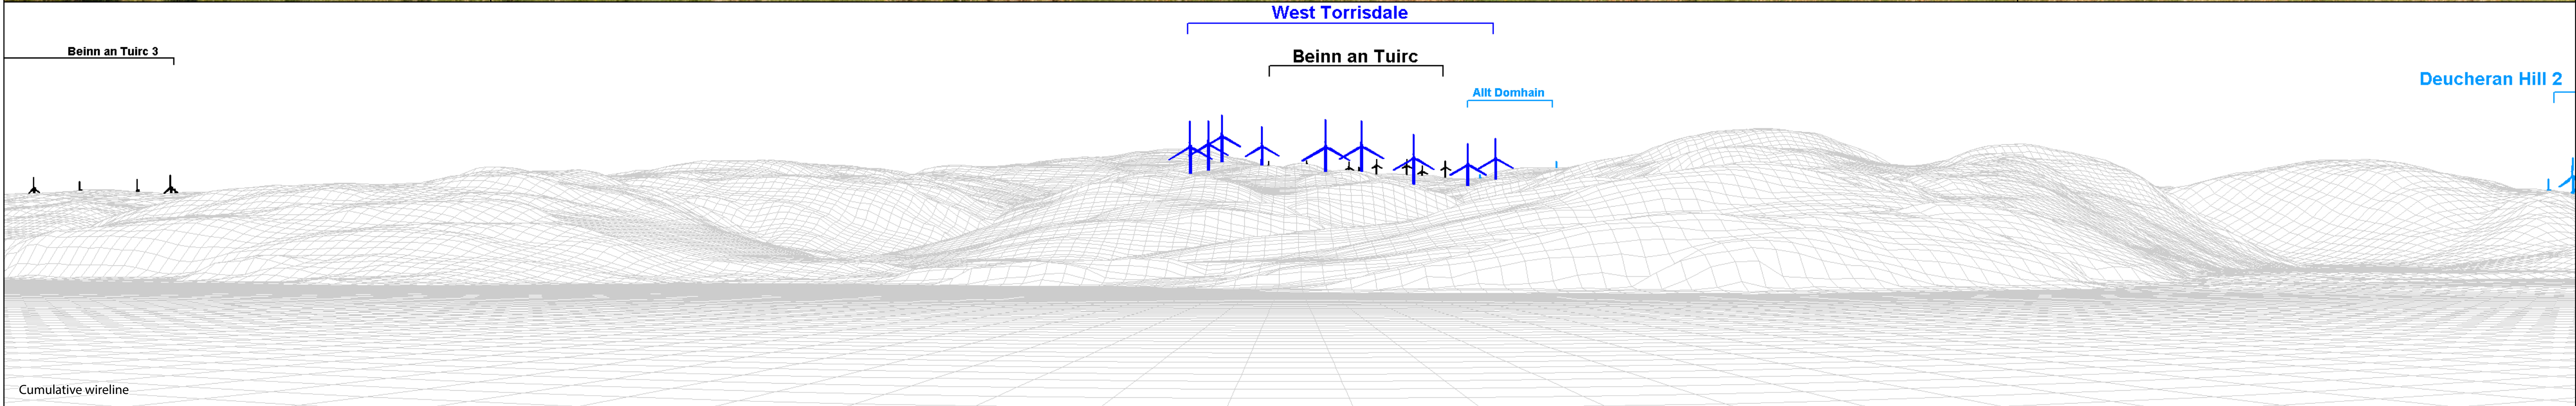 West Torrisdale
Beinn an Tuirc 3
Beinn an Tuirc
Deucheran Hill 2
Allt Domhain
Cumulative wireline